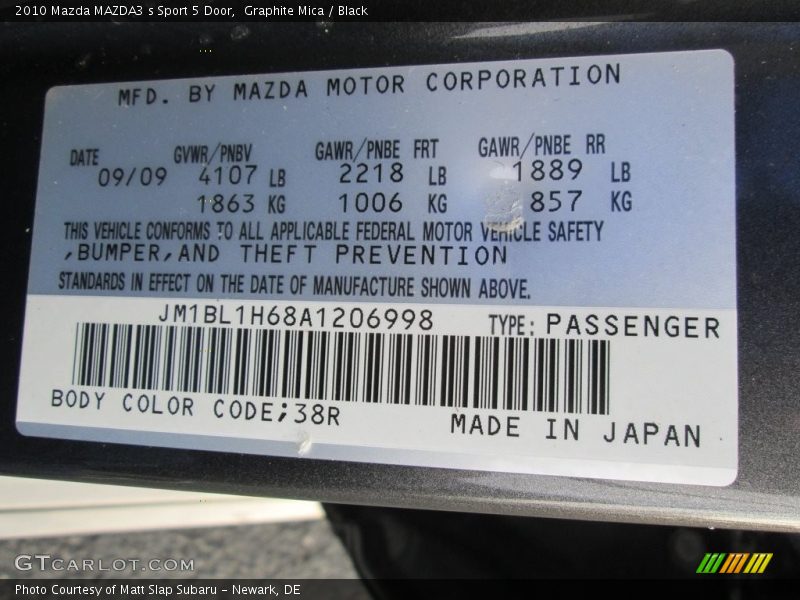 2010 Mazda MAZDA3 s Sport 5 Door,  Graphite Mica / Black
MFD. BY MAZDA MOTOR CORPORATION
DATE GVWR/PNBV GAWR/PNBE FRT GAWR/PNBE RR
09/09 4107 LB 2218 LB 1889 LB
1863 KG 1006 KG 857 KG
THIS VEHICLE CONFORMS TO ALL APPLICABLE FEDERAL MOTOR VEHICLE SAFETY
,BUMPER,AND THEFT PREVENTION
STANDARDS IN EFFECT ON THE DATE OF MANUFACTURE SHOWN ABOVE.
JM1BL1H68A1206998 TYPE: PASSENGER
BODY COLOR CODE;38R
MADE IN JAPAN
GTCARLOT.COM
Photo Courtesy of Matt Slap Subaru - Newark, DE